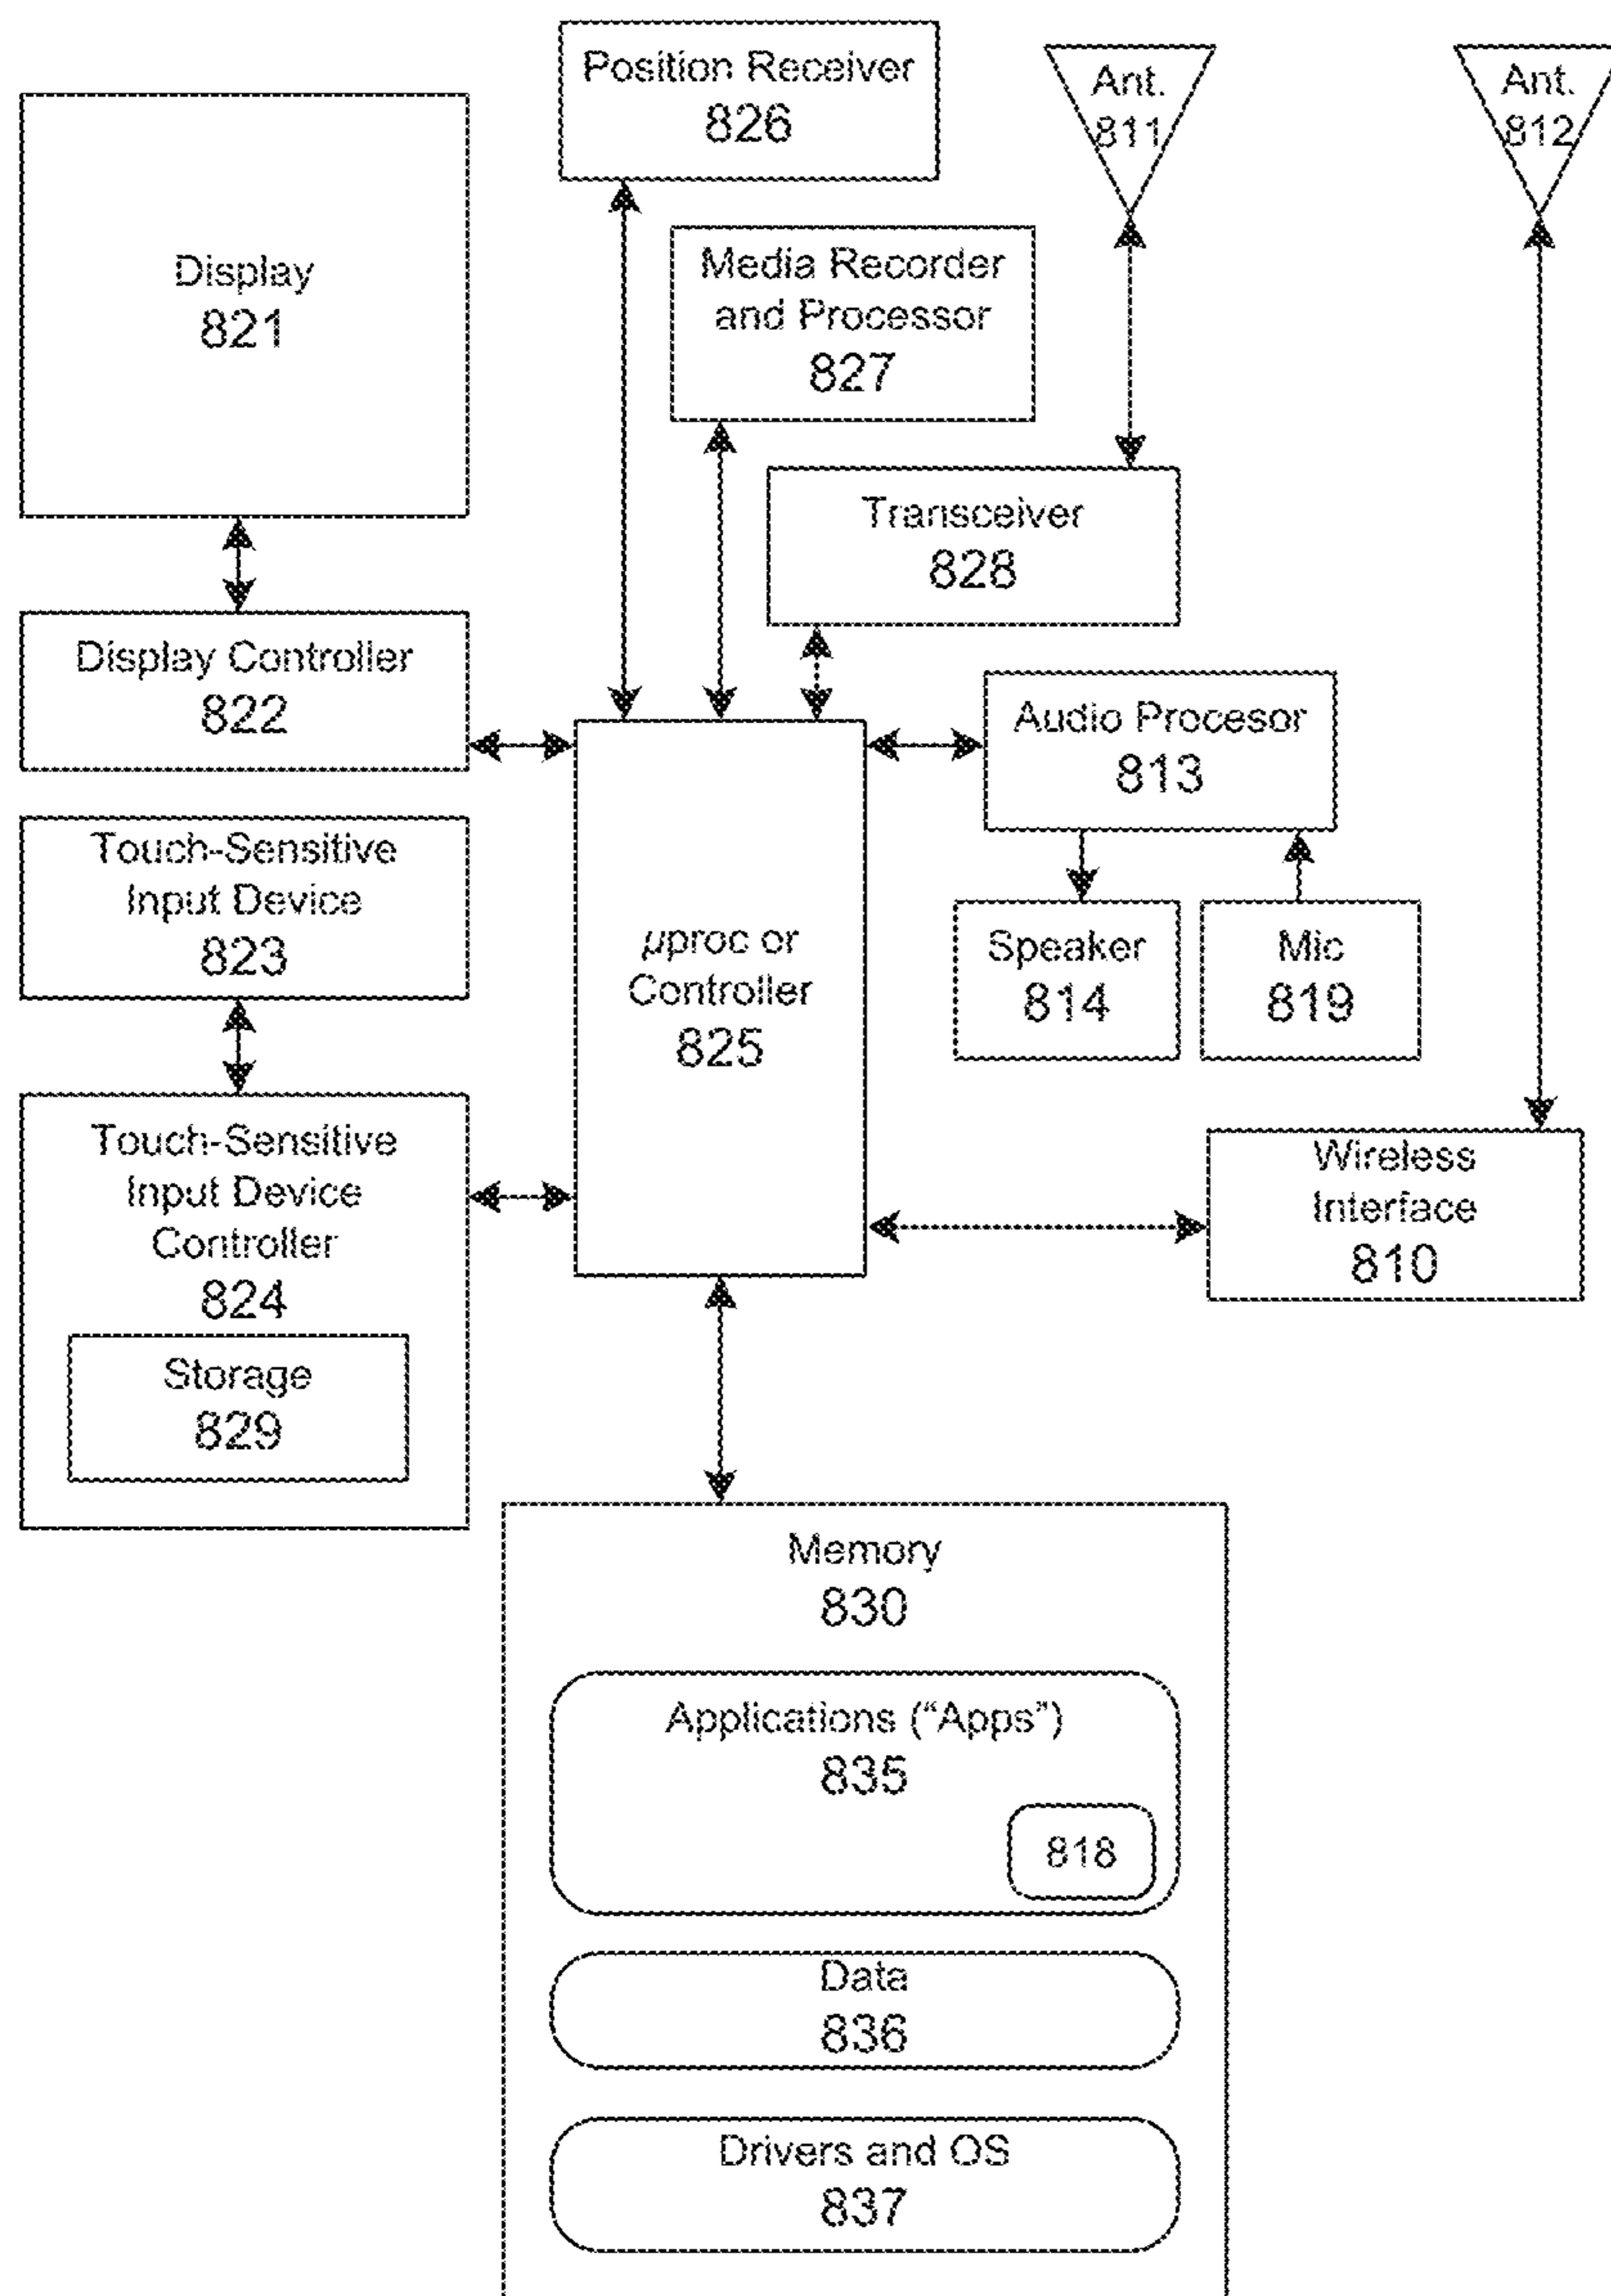 Position Receiver
826
Ant.
811
Ant.
812
Display
821
Media Recorder
and Processor
827
Transceiver
828
Display Controller
822
Audio Procesor
813
Touch-Sensitive
Input Device
823
μproc or
Controller
825
Speaker
814
Mic
819
Touch-Sensitive
Input Device
Controller
824
Wireless
Interface
810
Storage
829
Memory
830
Applications (“Apps”)
835
818
Data
836
Drivers and OS
837